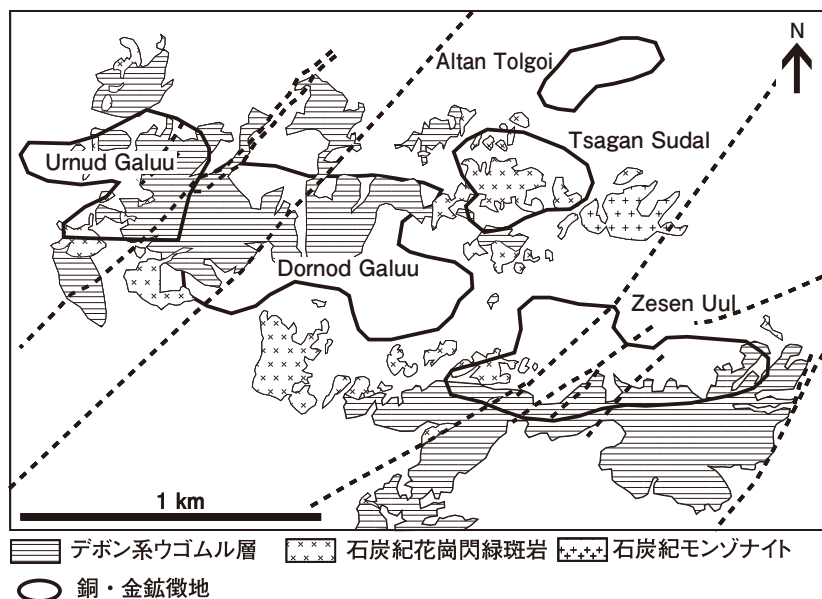 N
Altan Tolgoi
Tsagan Sudal
Urnud Galuu
Dornod Galuu
Zesen Uul
1 km
デボン系ウゴムル層
石炭紀花崗閃緑斑岩
石炭紀モンゾナイト
銅・金鉱徴地